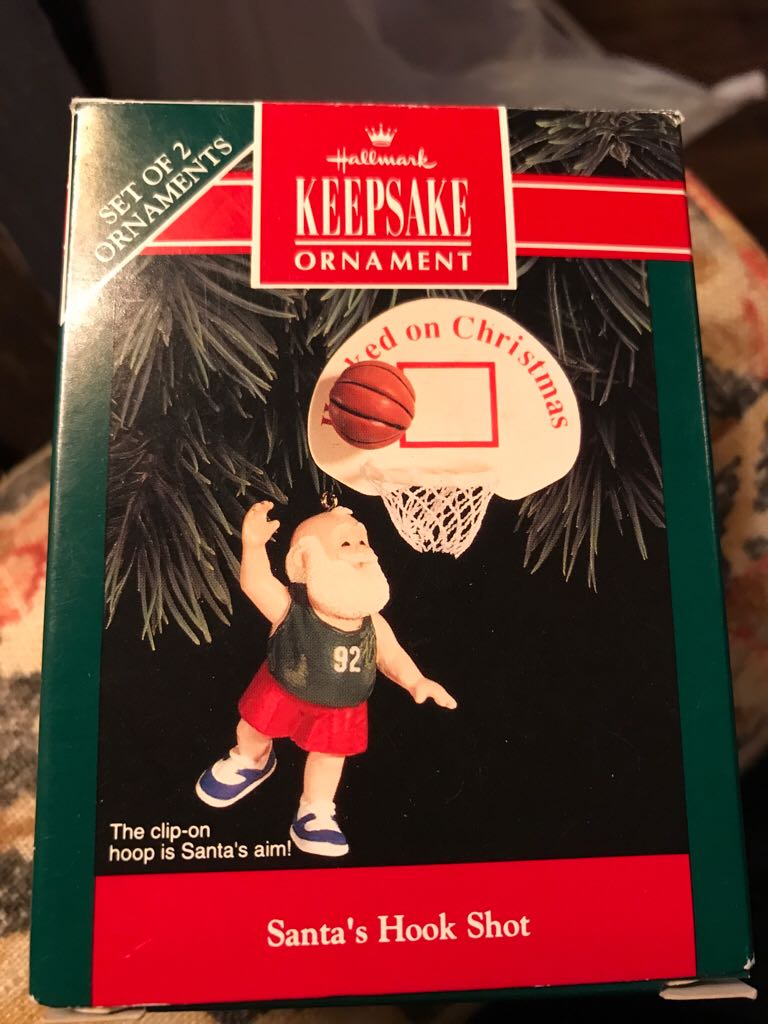 SET OF 2
ORNAMENTS
Hallmark
KEEPSAKE
ORNAMENT
ked on Christmas
92
The clip-on
hoop is Santa's aim!
Santa's Hook Shot